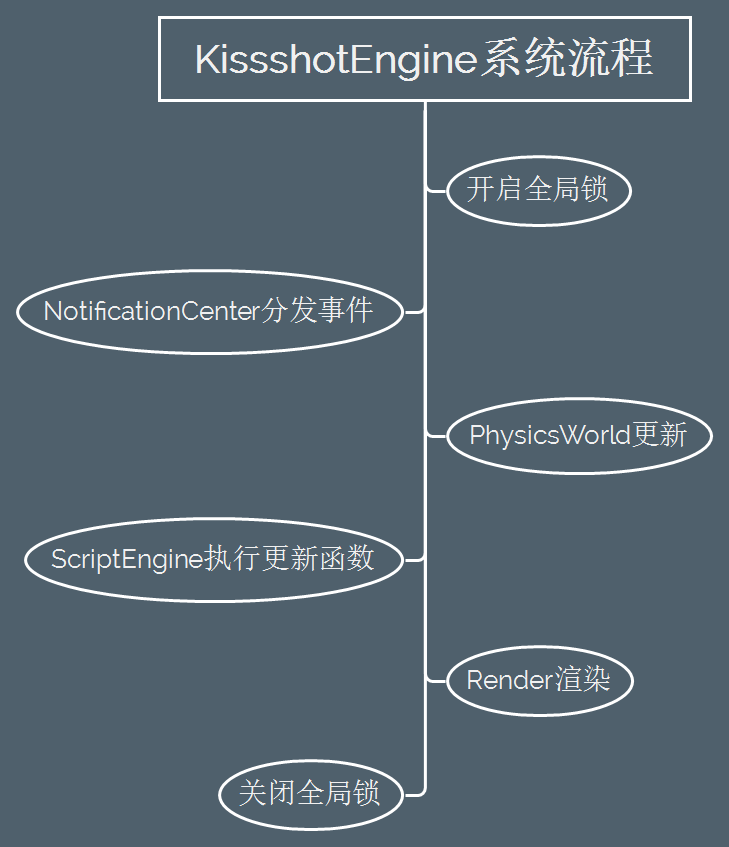 KissshotEngine系统流程
开启全局锁
NotificationCenter分发事件
PhysicsWorld更新
ScriptEngine执行更新函数
Render渲染
关闭全局锁